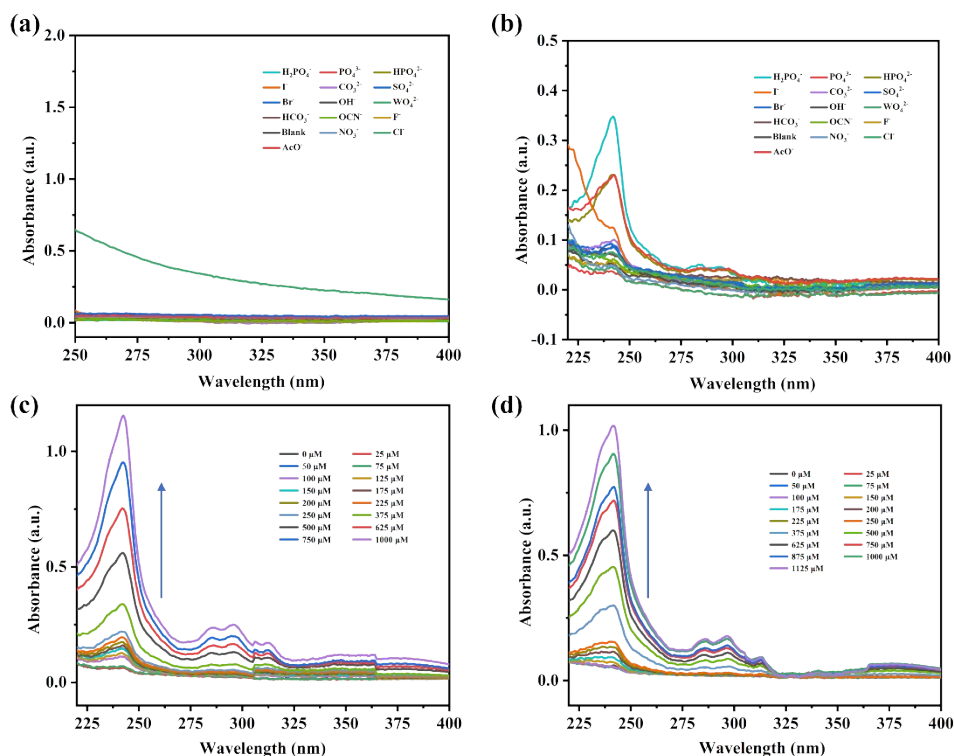 (a)
2.0
1.5
1.0
0.5
0.0
Absorbance (a.u.)
H₂PO₄⁻ PO₄³⁻ HPO₄²⁻
I⁻ CO₃²⁻ SO₄²⁻
Br⁻ OH⁻ WO₄²⁻
HCO₃⁻ OCN⁻ F⁻
Blank NO₃⁻ Cl⁻
AcO⁻
250 275 300 325 350 375 400
Wavelength (nm)
(b)
0.5
0.4
0.3
0.2
0.1
0.0
-0.1
Absorbance (a.u.)
H₂PO₄⁻ PO₄³⁻ HPO₄²⁻
I⁻ CO₃²⁻ SO₄²⁻
Br⁻ OH⁻ WO₄²⁻
HCO₃⁻ OCN⁻ F⁻
Blank NO₃⁻ Cl⁻
AcO⁻
225 250 275 300 325 350 375 400
Wavelength (nm)
(c)
1.0
0.5
0.0
Absorbance (a.u.)
0 μM 25 μM
50 μM 75 μM
100 μM 125 μM
150 μM 175 μM
200 μM 225 μM
250 μM 375 μM
500 μM 625 μM
750 μM 1000 μM
225 250 275 300 325 350 375 400
Wavelength (nm)
(d)
1.0
0.5
0.0
Absorbance (a.u.)
0 μM 25 μM
50 μM 75 μM
100 μM 150 μM
175 μM 200 μM
225 μM 250 μM
375 μM 500 μM
625 μM 750 μM
875 μM 1000 μM
1125 μM
225 250 275 300 325 350 375 400
Wavelength (nm)